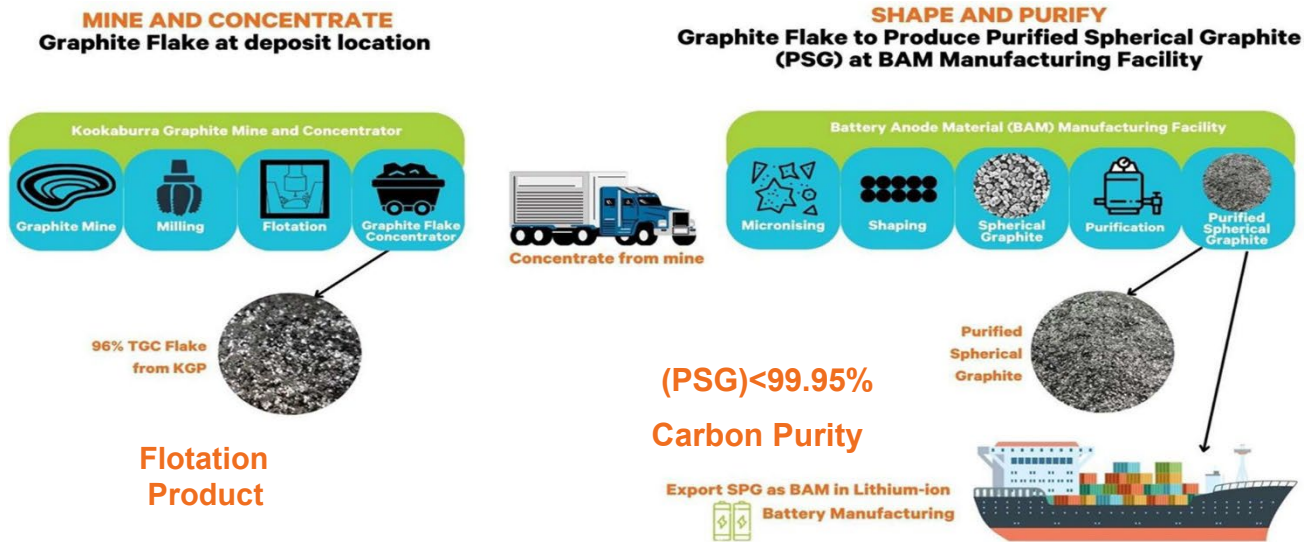 MINE AND CONCENTRATE
Graphite Flake at deposit location
Kookaburra Graphite Mine and Concentrator
Graphite Mine
Milling
Flotation
Graphite Flake
Concentrator
96% TGC Flake
from KGP
Flotation
Product
Concentrate from mine
SHAPE AND PURIFY
Graphite Flake to Produce Purified Spherical Graphite
(PSG) at BAM Manufacturing Facility
Battery Anode Material (BAM) Manufacturing Facility
Micronising
Shaping
Spherical
Graphite
Purification
Purified
Spherical
Graphite
Purified
Spherical
Graphite
(PSG)<99.95%
Carbon Purity
Export SPG as BAM in Lithium-ion
Battery Manufacturing